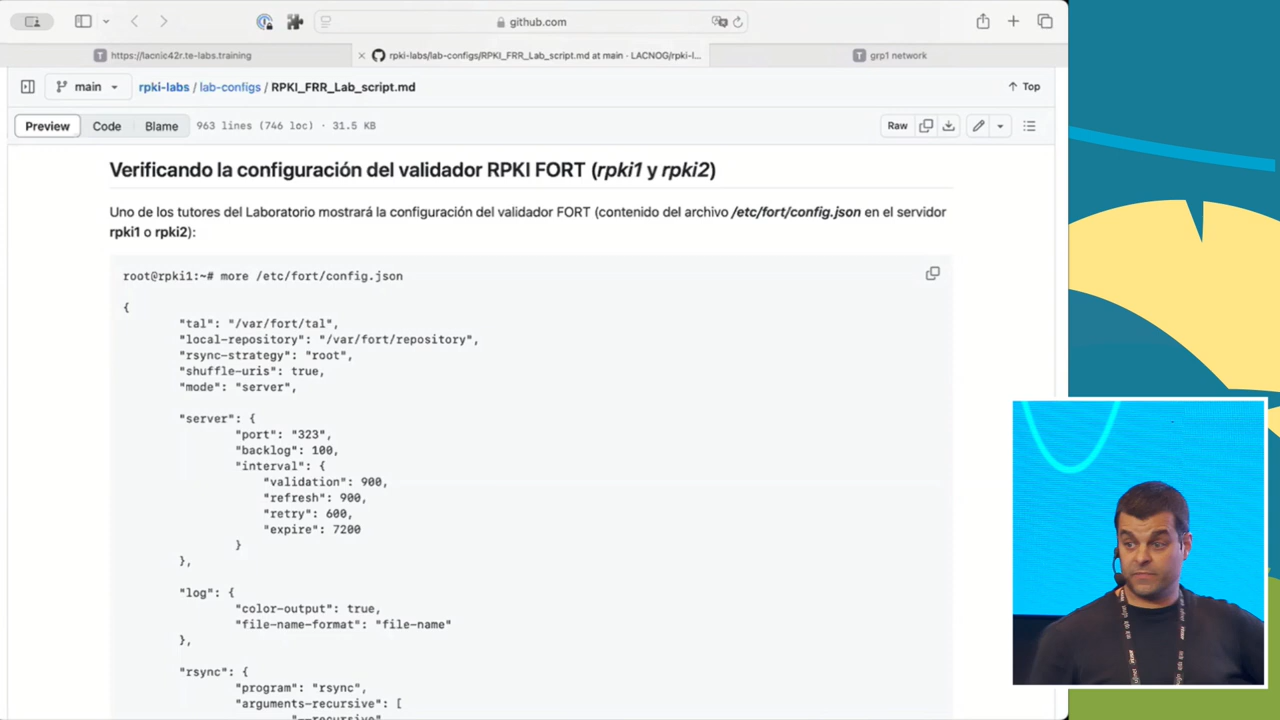 github.com
https://lacnic42r.te-labs.training
rpki-labs/lab-configs/RPKI_FRR_Lab_script.md at main · LACNOG/rpki-l...
grp1 network
main
rpki-labs / lab-configs / RPKI_FRR_Lab_script.md
Top
Preview
Code
Blame
963 lines (746 loc) · 31.5 KB
Raw
Verificando la configuración del validador RPKI FORT (rpki1 y rpki2)
Uno de los tutores del Laboratorio mostrará la configuración del validador FORT (contenido del archivo /etc/fort/config.json en el servidor
rpki1 o rpki2):
root@rpki1:~# more /etc/fort/config.json
{
"tal": "/var/fort/tal",
"local-repository": "/var/fort/repository",
"rsync-strategy": "root",
"shuffle-uris": true,
"mode": "server",
"server": {
"port": "323",
"backlog": 100,
"interval": {
"validation": 900,
"refresh": 900,
"retry": 600,
"expire": 7200
}
},
"log": {
"color-output": true,
"file-name-format": "file-name"
},
"rsync": {
"program": "rsync",
"arguments-recursive": [
"--recursive"